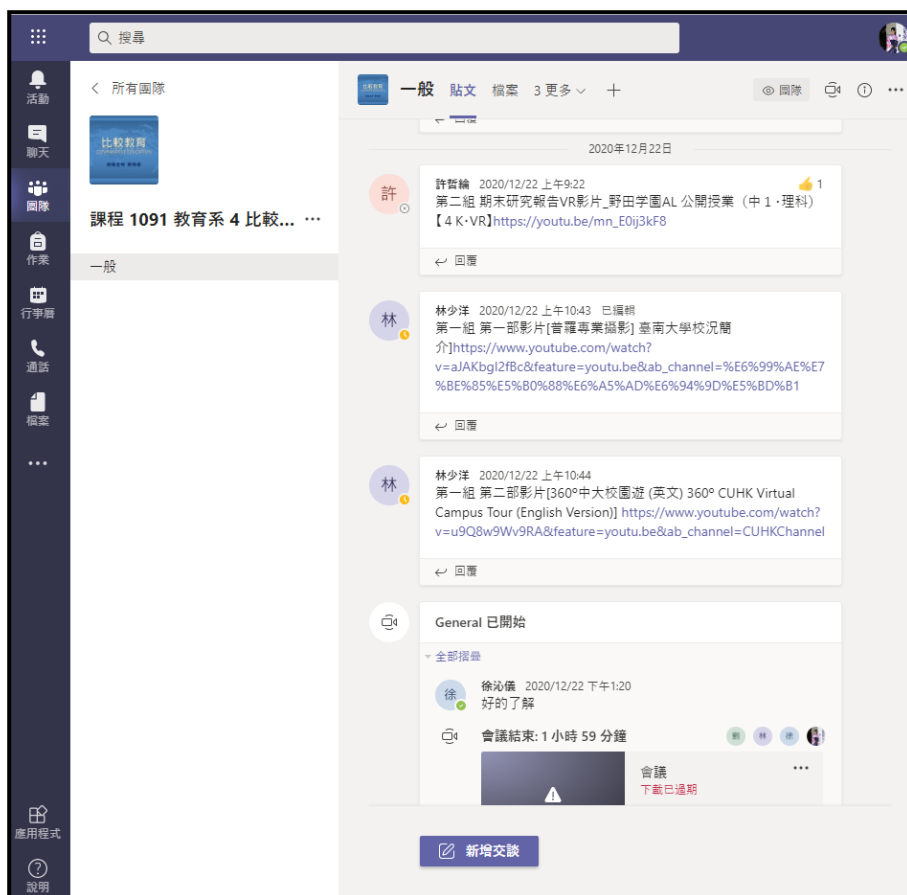 搜尋
活動
聊天
團隊
作業
行事曆
通話
檔案
應用程式
說明
所有團隊
比較教育
課程 1091 教育系 4 比較...
一般
一般 貼文 檔案 3 更多
團隊
回覆
2020年12月22日
許 許哲綸 2020/12/22 上午9:22 1
第二組 期末研究報告VR影片_野田学園AL 公開授業（中1・理科）
【４K・VR】https://youtu.be/mn_E0ij3kF8
回覆
林 林少洋 2020/12/22 上午10:43 已編輯
第一組 第一部影片[普羅專業攝影] 臺南大學校況簡
介]https://www.youtube.com/watch?
v=aJAKbgI2fBc&feature=youtu.be&ab_channel=%E6%99%AE%E7
%BE%85%E5%B0%88%E6%A5%AD%E6%94%9D%E5%BD%B1
回覆
林 林少洋 2020/12/22 上午10:44
第一組 第二部影片[360º中大校園遊 (英文) 360º CUHK Virtual
Campus Tour (English Version)] https://www.youtube.com/watch?
v=u9Q8w9Wv9RA&feature=youtu.be&ab_channel=CUHKChannel
回覆
General 已開始
全部摺疊
徐 徐沁儀 2020/12/22 下午1:20
好的了解
會議結束: 1 小時 59 分鐘 劉 林 徐
會議
下載已過期
新增交談